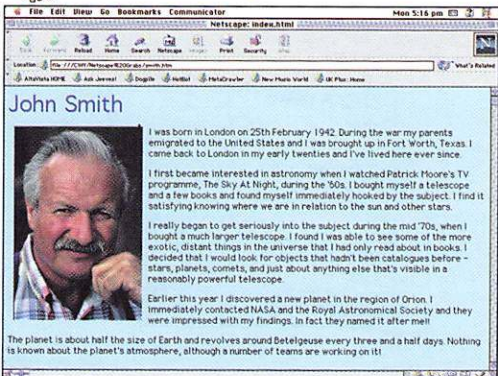 File Edit View Go Bookmarks Communicator Mon 5:16 pm
Netscape: index.html
Back Forward Reload Home Search Netscape Images Print Security Stop
Location: file:///CWM/Netscape%20Grabs/smith.htm What's Related
AltaVista HOME Ask Jeeves! Dogpile HotBot MetaCrawler New Photo World UK Plus: Home
John Smith
I was born in London on 25th February 1942. During the war my parents
emigrated to the United States and I was brought up in Fort Worth, Texas. I
came back to London in my early twenties and I've lived here ever since.
I first became interested in astronomy when I watched Patrick Moore's TV
programme, The Sky At Night, during the '60s. I bought myself a telescope
and a few books and found myself immediately hooked by the subject. I find it
satisfying knowing where we are in relation to the sun and other stars.
I really began to get seriously into the subject during the mid '70s, when I
bought a much larger telescope. I found I was able to see some of the more
exotic, distant things in the universe that I had only read about in books. I
decided that I would look for objects that hadn't been catalogues before -
stars, planets, comets, and just about anything else that's visible in a
reasonably powerful telescope.
Earlier this year I discovered a new planet in the region of Orion. I
immediately contacted NASA and the Royal Astronomical Society and they
were impressed with my findings. In fact they named it after me!!
The planet is about half the size of Earth and revolves around Betelgeuse every three and a half days. Nothing
is known about the planet's atmosphere, although a number of teams are working on it!